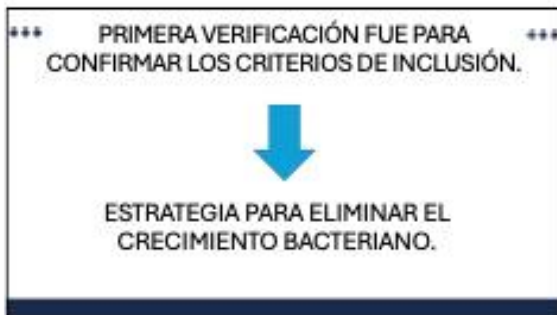 PRIMERA VERIFICACIÓN FUE PARA
CONFIRMAR LOS CRITERIOS DE INCLUSIÓN.
ESTRATEGIA PARA ELIMINAR EL
CRECIMIENTO BACTERIANO.